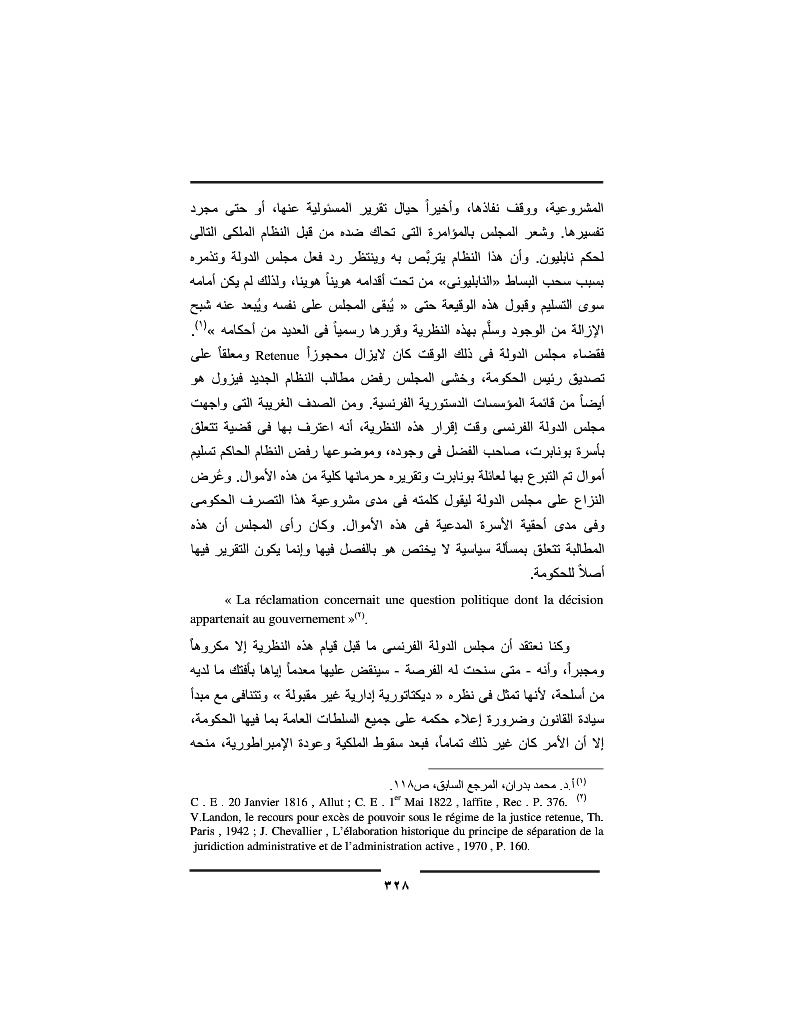 المشروعية، ووقف نفاذها، وأخيراً حيال تقرير المسئولية عنها، أو حتى مجرد
تفسيرها. وشعر المجلس بالمؤامرة التى تحاك ضده من قبل النظام الملكى التالى
لحكم نابليون. وأن هذا النظام يتربَّص به وينتظر رد فعل مجلس الدولة وتذمره
بسبب سحب البساط «النابليونى» من تحت أقدامه هويناً هوينا، ولذلك لم يكن أمامه
سوى التسليم وقبول هذه الوقيعة حتى « يُبقى المجلس على نفسه ويُبعد عنه شبح
الإزالة من الوجود وسلَّم بهذه النظرية وقررها رسمياً فى العديد من أحكامه »(١).
فقضاء مجلس الدولة فى ذلك الوقت كان لايزال محجوزاً Retenue ومعلقاً على
تصديق رئيس الحكومة، وخشى المجلس رفض مطالب النظام الجديد فيزول هو
أيضاً من قائمة المؤسسات الدستورية الفرنسية. ومن الصدف الغريبة التى واجهت
مجلس الدولة الفرنسى وقت إقرار هذه النظرية، أنه اعترف بها فى قضية تتعلق
بأسرة بونابرت، صاحب الفضل فى وجوده، وموضوعها رفض النظام الحاكم تسليم
أموال تم التبرع بها لعائلة بونابرت وتقريره حرمانها كلية من هذه الأموال. وعُرض
النزاع على مجلس الدولة ليقول كلمته فى مدى مشروعية هذا التصرف الحكومى
وفى مدى أحقية الأسرة المدعية فى هذه الأموال. وكان رأى المجلس أن هذه
المطالبة تتعلق بمسألة سياسية لا يختص هو بالفصل فيها وإنما يكون التقرير فيها
أصلاً للحكومة.
« La réclamation concernait une question politique dont la décision
appartenait au gouvernement »(٢).
وكنا نعتقد أن مجلس الدولة الفرنسى ما قبل قيام هذه النظرية إلا مكروهاً
ومجبراً، وأنه - متى سنحت له الفرصة - سينقض عليها معدماً إياها بأفتك ما لديه
من أسلحة، لأنها تمثل فى نظره « ديكتاتورية إدارية غير مقبولة » وتتنافى مع مبدأ
سيادة القانون وضرورة إعلاء حكمه على جميع السلطات العامة بما فيها الحكومة،
إلا أن الأمر كان غير ذلك تماماً، فبعد سقوط الملكية وعودة الإمبراطورية، منحه
(١) أ.د. محمد بدران، المرجع السابق، ص١١٨.
(٢) C . E . 20 Janvier 1816 , Allut ; C. E . 1er Mai 1822 , laffite , Rec . P. 376.
V.Landon, le recours pour excès de povoir sous le régime de la justice retenue, Th.
Paris , 1942 ; J. Chevallier , L'élaboration historique du principe de séparation de la
juridiction administrative et de l'administration active , 1970 , P. 160.
٣٢٨